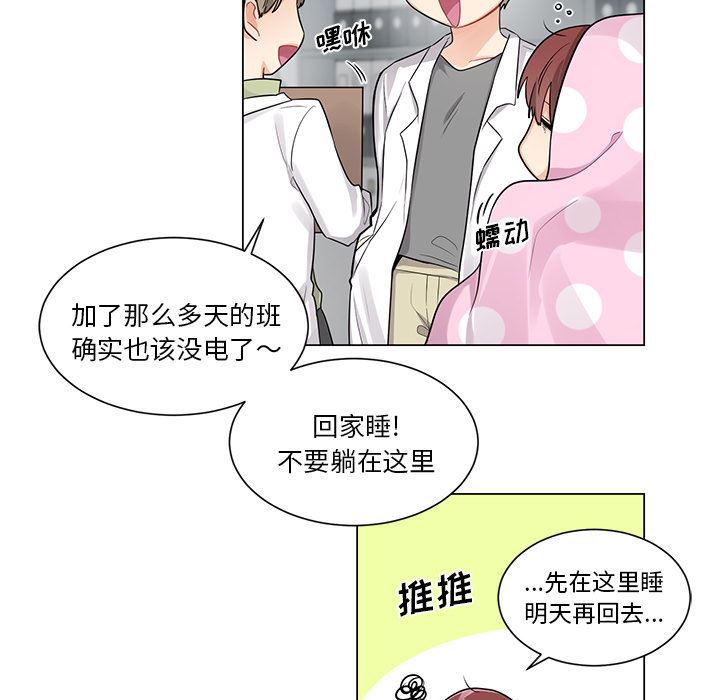 嘿咻
蠕动
加了那么多天的班
确实也该没电了～
回家睡!
不要躺在这里
推推
...先在这里睡
明天再回去...